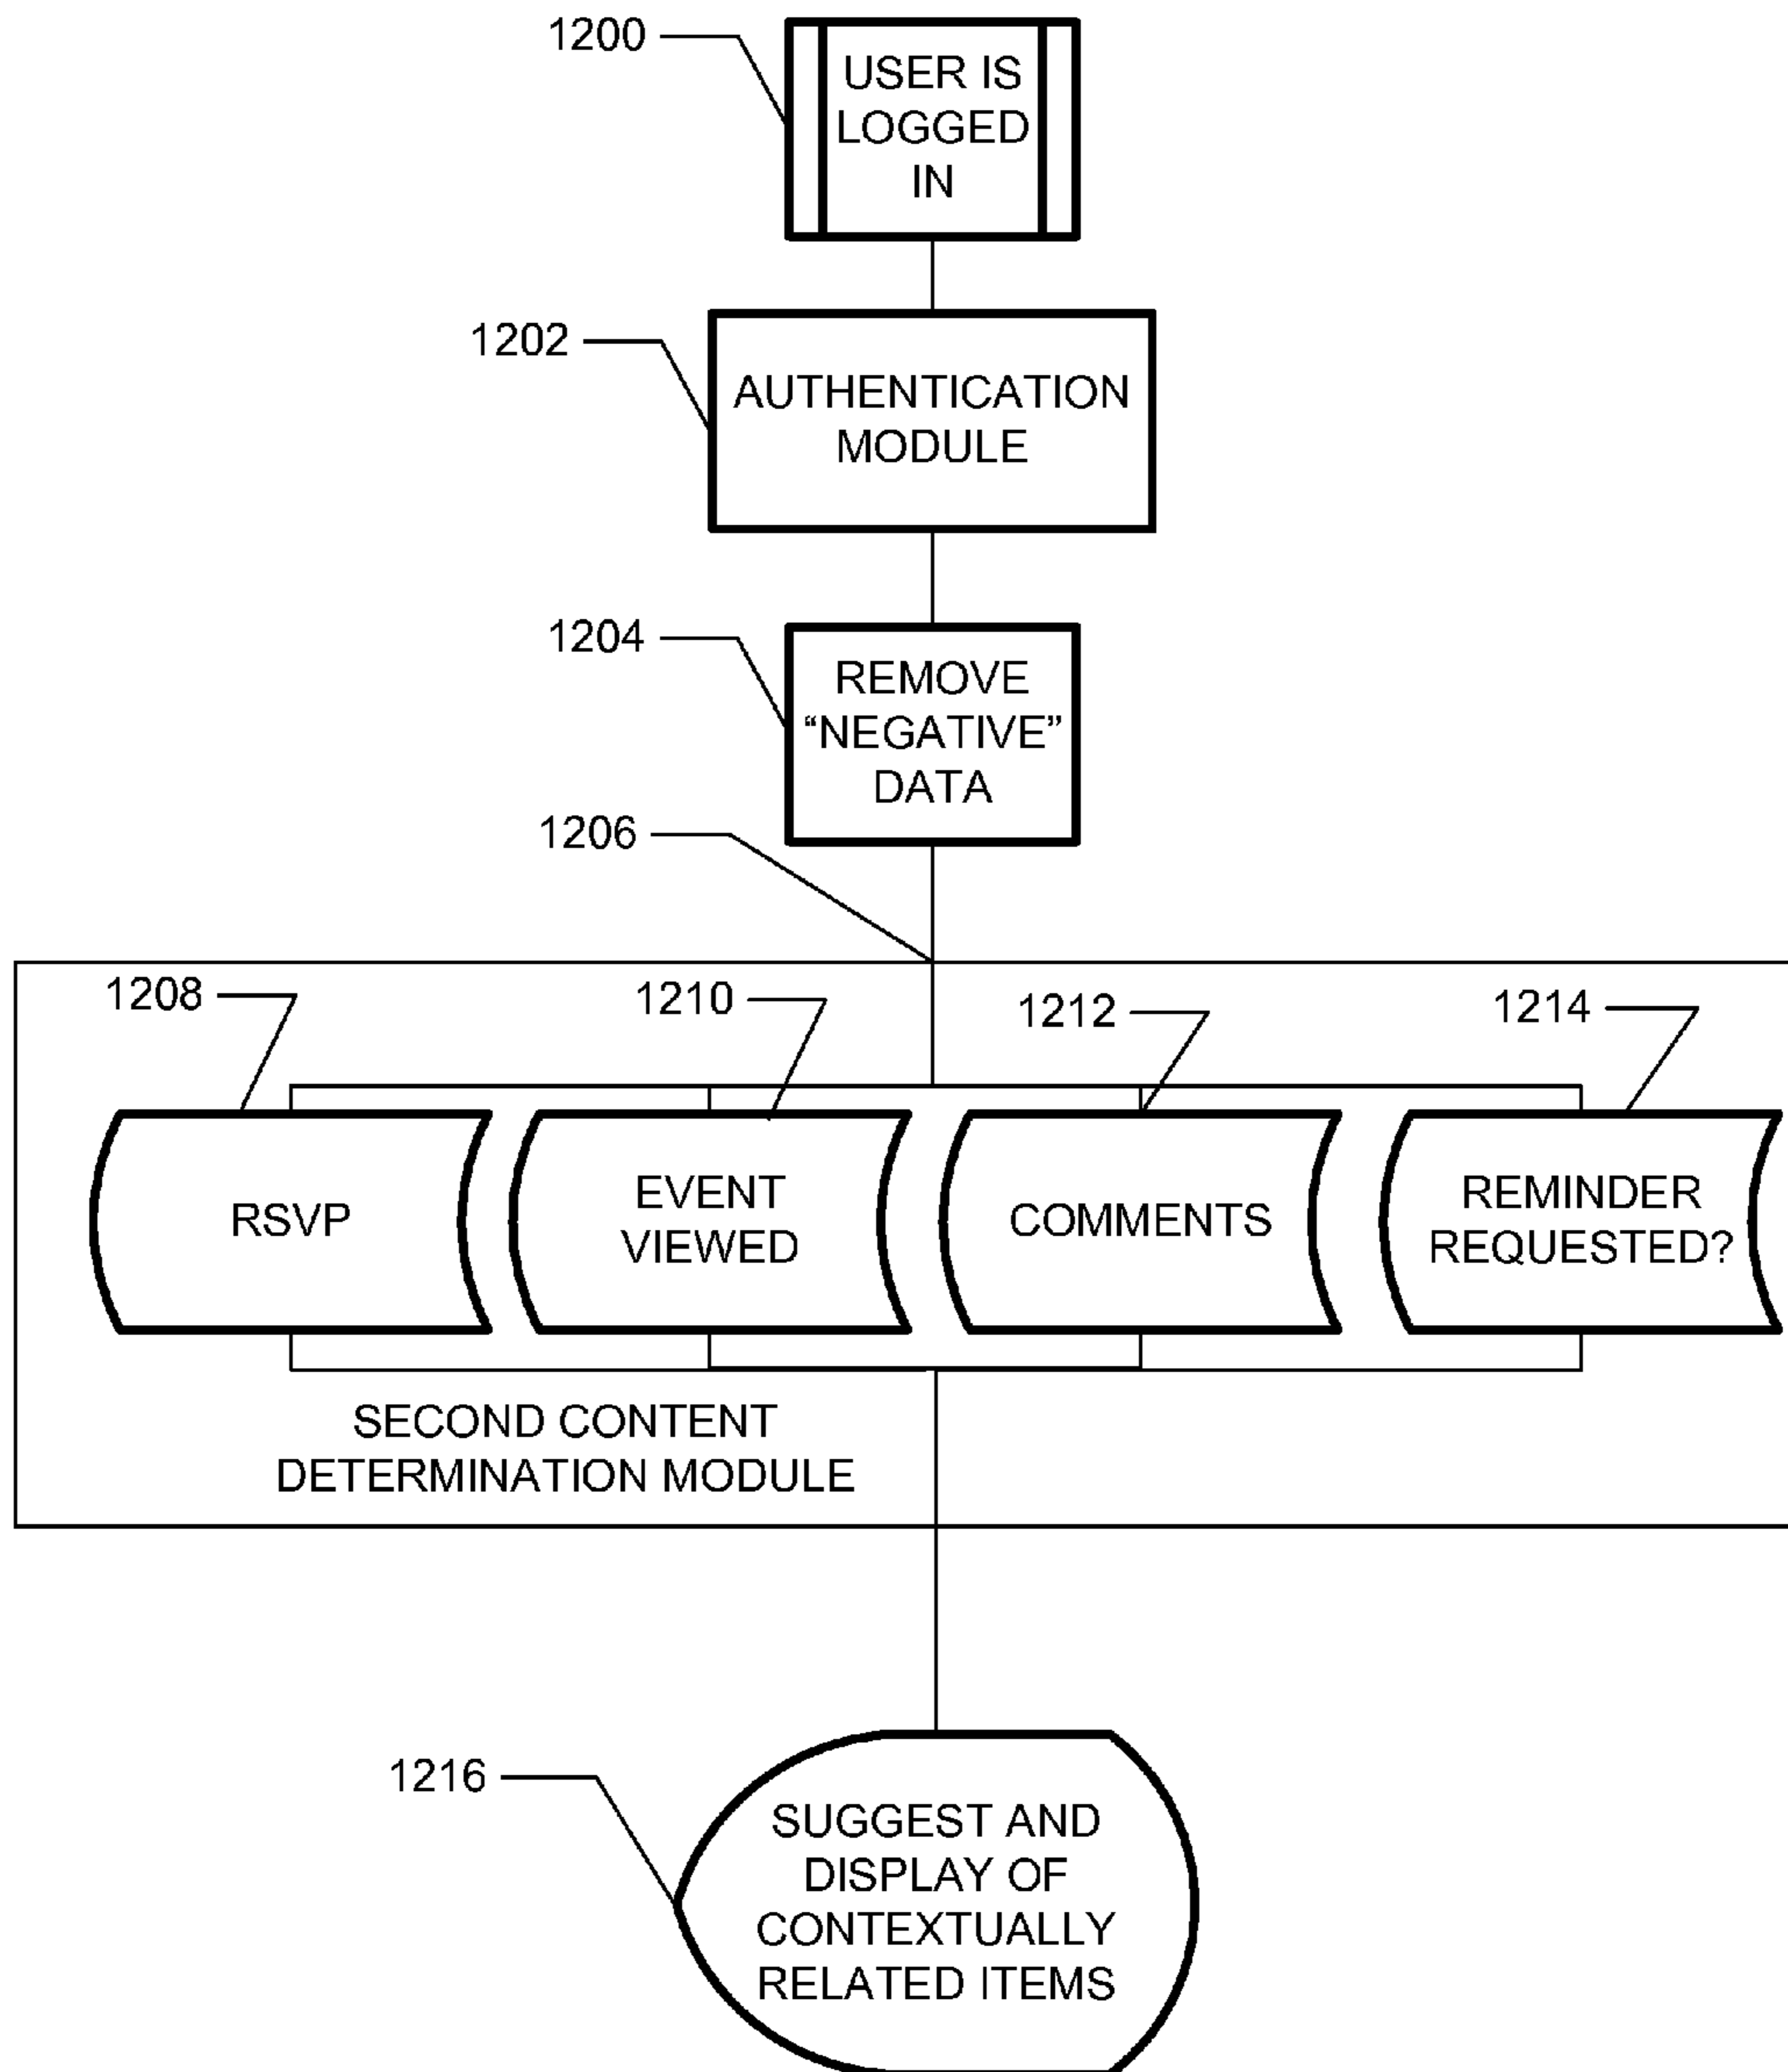 1200
USER IS
LOGGED
IN
1202
AUTHENTICATION
MODULE
1204
REMOVE
“NEGATIVE”
DATA
1206
1208
1210
1212
1214
RSVP
EVENT
VIEWED
COMMENTS
REMINDER
REQUESTED?
SECOND CONTENT
DETERMINATION MODULE
1216
SUGGEST AND
DISPLAY OF
CONTEXTUALLY
RELATED ITEMS